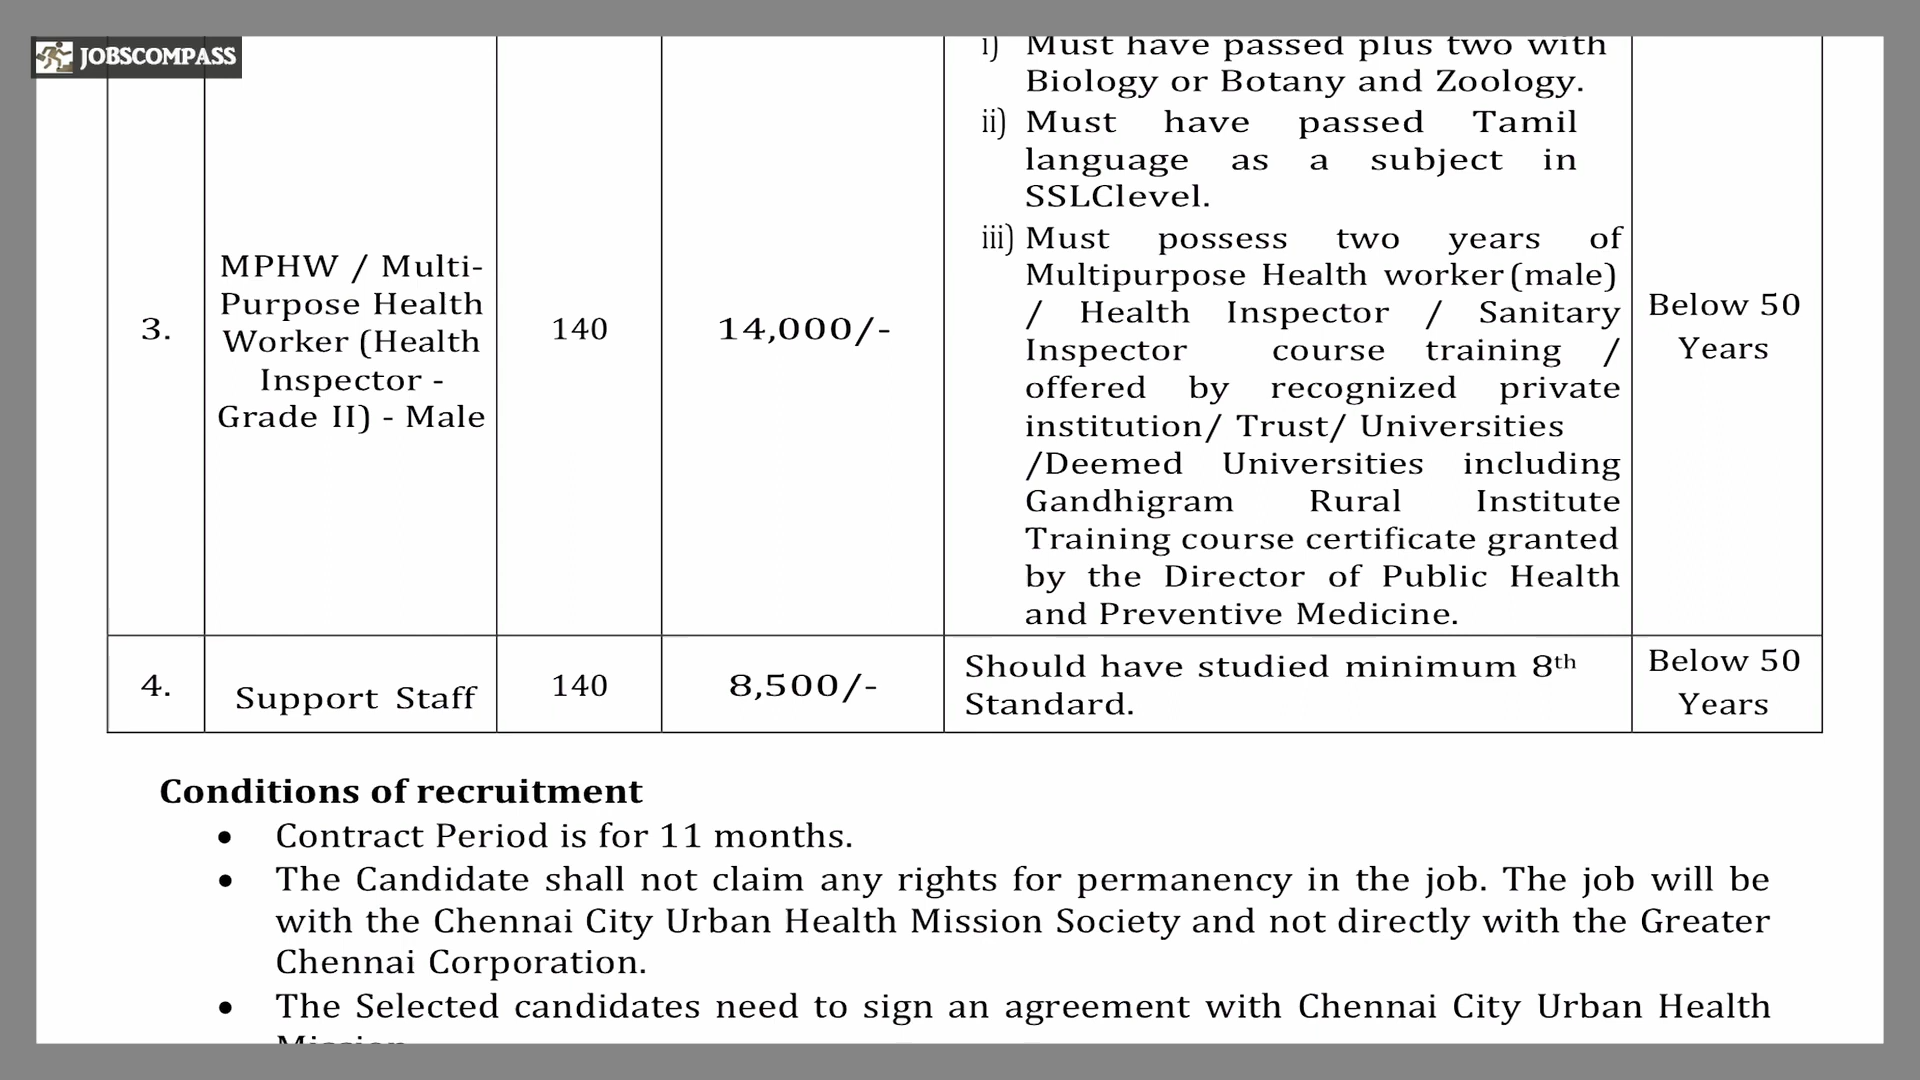 JOBSCOMPASS
3.
MPHW / Multi-
Purpose Health
Worker (Health
Inspector -
Grade II) - Male
140
14,000/-
i) Must have passed plus two with
Biology or Botany and Zoology.
ii) Must have passed Tamil
language as a subject in
SSLClevel.
iii) Must possess two years of
Multipurpose Health worker (male)
/ Health Inspector / Sanitary
Inspector course training /
offered by recognized private
institution/ Trust/ Universities
/Deemed Universities including
Gandhigram Rural Institute
Training course certificate granted
by the Director of Public Health
and Preventive Medicine.
Below 50
Years
4.
Support Staff
140
8,500/-
Should have studied minimum 8th
Standard.
Below 50
Years
Conditions of recruitment
• Contract Period is for 11 months.
• The Candidate shall not claim any rights for permanency in the job. The job will be
with the Chennai City Urban Health Mission Society and not directly with the Greater
Chennai Corporation.
• The Selected candidates need to sign an agreement with Chennai City Urban Health